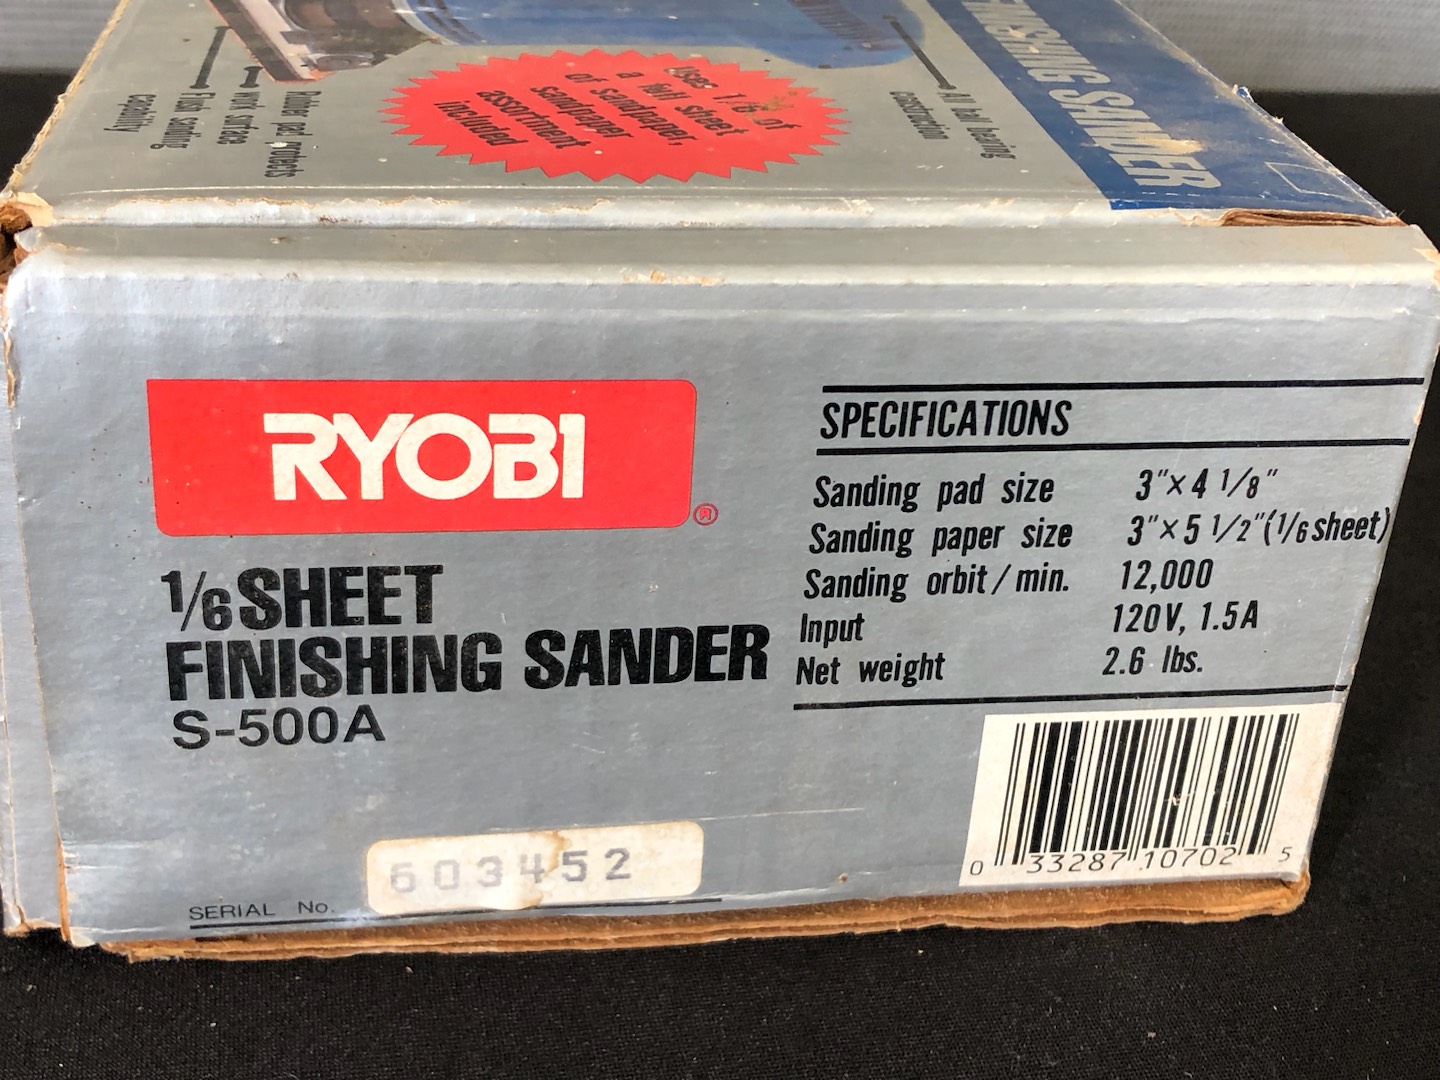 FINISHING SANDER
Rubber pad protects
work surface
Flush sanding
capability
Uses 1/6 of
a full sheet
of sandpaper,
sandpaper
assortment
included
All ball bearing
construction
RYOBI
®
1/6 SHEET
FINISHING SANDER
S-500A
SPECIFICATIONS
Sanding pad size 3"×4 1/8"
Sanding paper size 3"×5 1/2"(1/6 sheet)
Sanding orbit/min. 12,000
Input 120V, 1.5A
Net weight 2.6 lbs.
0 33287 10702 5
SERIAL No. 603452